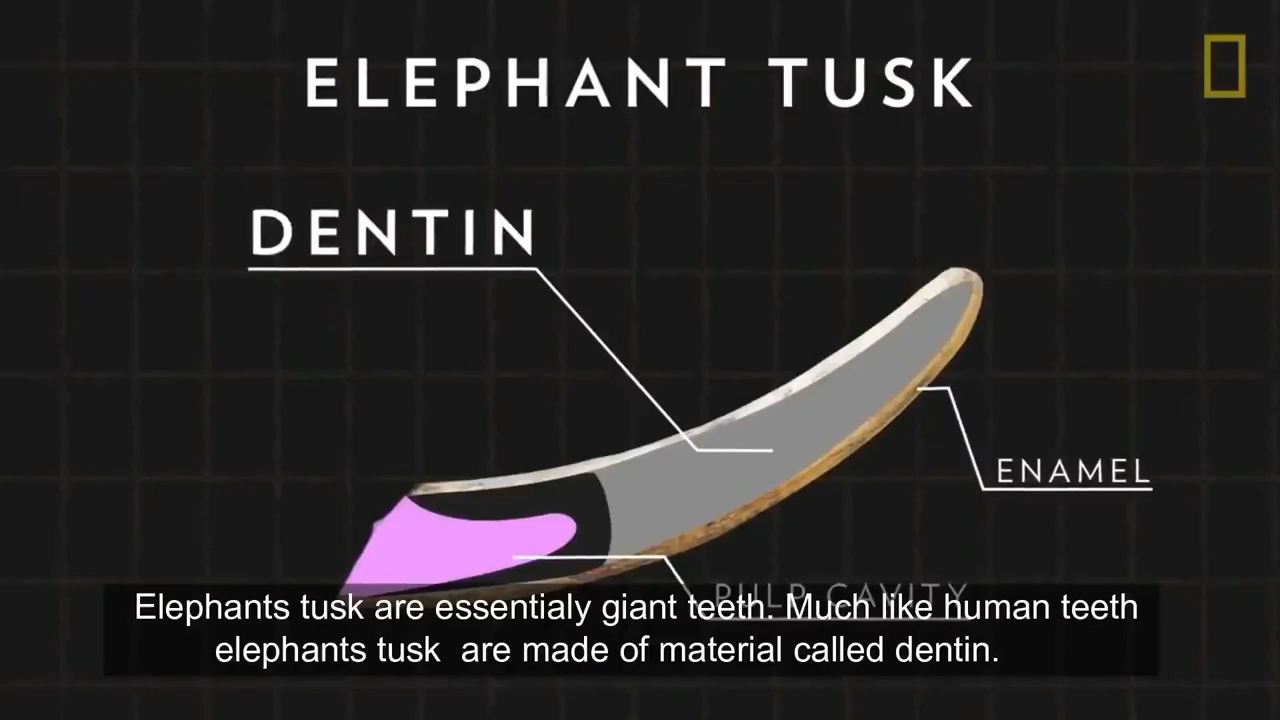 ELEPHANT TUSK
DENTIN
ENAMEL
PULP CAVITY
Elephants tusk are essentialy giant teeth. Much like human teeth
elephants tusk  are made of material called dentin.